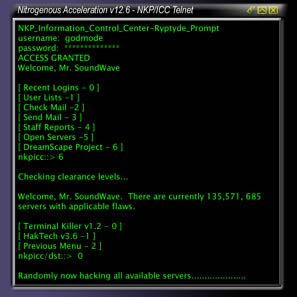 Nitrogenous Acceleration v12.6 - NKP/ICC Telnet
NKP_Information_Control_Center-Ryptyde_Prompt
username: godmode
password: **************
ACCESS GRANTED
Welcome, Mr. SoundWave
[ Recent Logins - 0 ]
[ User Lists -1 ]
[ Check Mail -2 ]
[ Send Mail - 3 ]
[ Staff Reports - 4 ]
[ Open Servers -5 ]
[ DreamScape Project - 6 ]
nkpicc::> 6
Checking clearance levels...
Welcome, Mr. SoundWave. There are currently 135,571, 685
servers with applicable flaws.
[ Terminal Killer v1.2 - 0 ]
[ HakTech v3.6 -1 ]
[ Previous Menu - 2 ]
nkpicc/dst::> 0
Randomly now hacking all available servers.....................